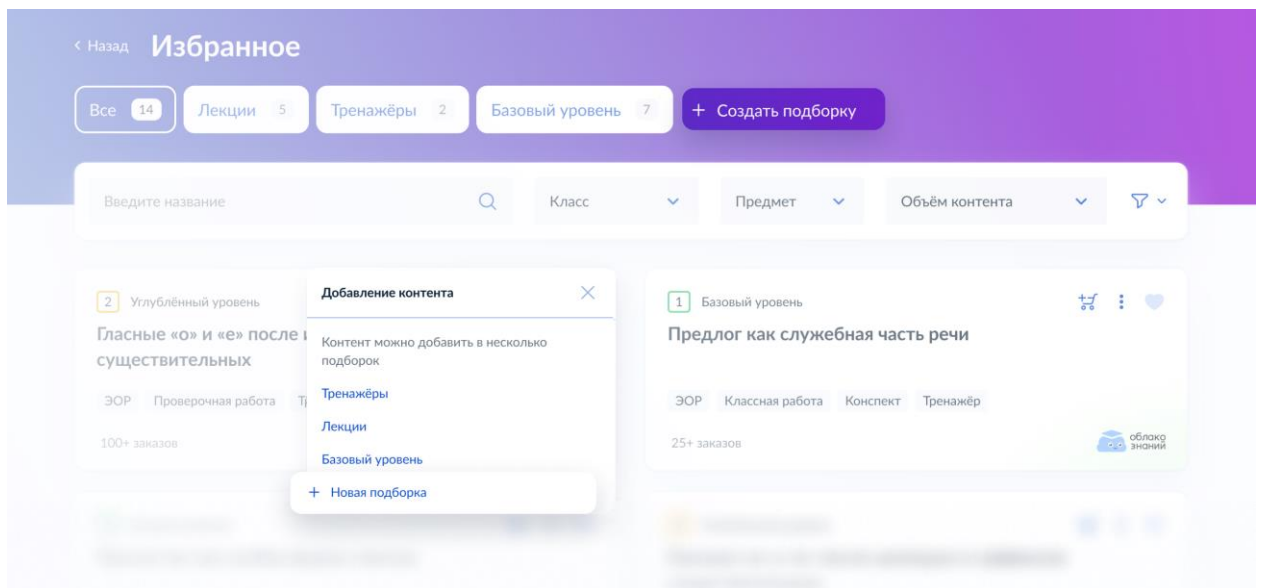 < Назад Избранное
Все 14 Лекции 5 Тренажёры 2 Базовый уровень 7 + Создать подборку
Введите название Класс Предмет Объём контента
2 Углублённый уровень
Гласные «о» и «е» после
существительных
ЭОР Проверочная работа
100+ заказов
Добавление контента
Контент можно добавить в несколько
подборок
Тренажёры
Лекции
Базовый уровень
+ Новая подборка
1 Базовый уровень
Предлог как служебная часть речи
ЭОР Классная работа Конспект Тренажёр
25+ заказов
облако
знаний